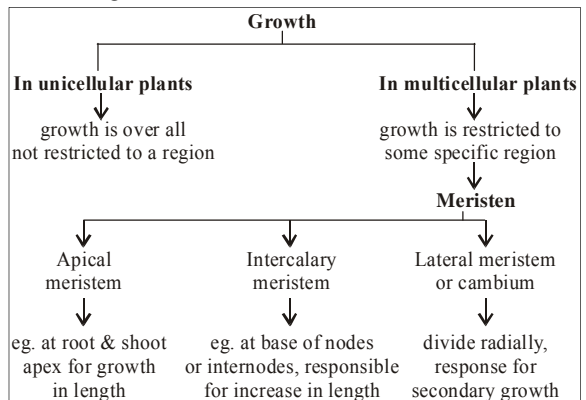 Growth
In unicellular plants
In multicellular plants
growth is over all
not restricted to a region
growth is restricted to
some specific region
Meristen
Apical
meristem
Intercalary
meristem
Lateral meristem
or cambium
eg. at root & shoot
apex for growth
in length
eg. at base of nodes
or internodes, responsible
for increase in length
divide radially,
response for
secondary growth